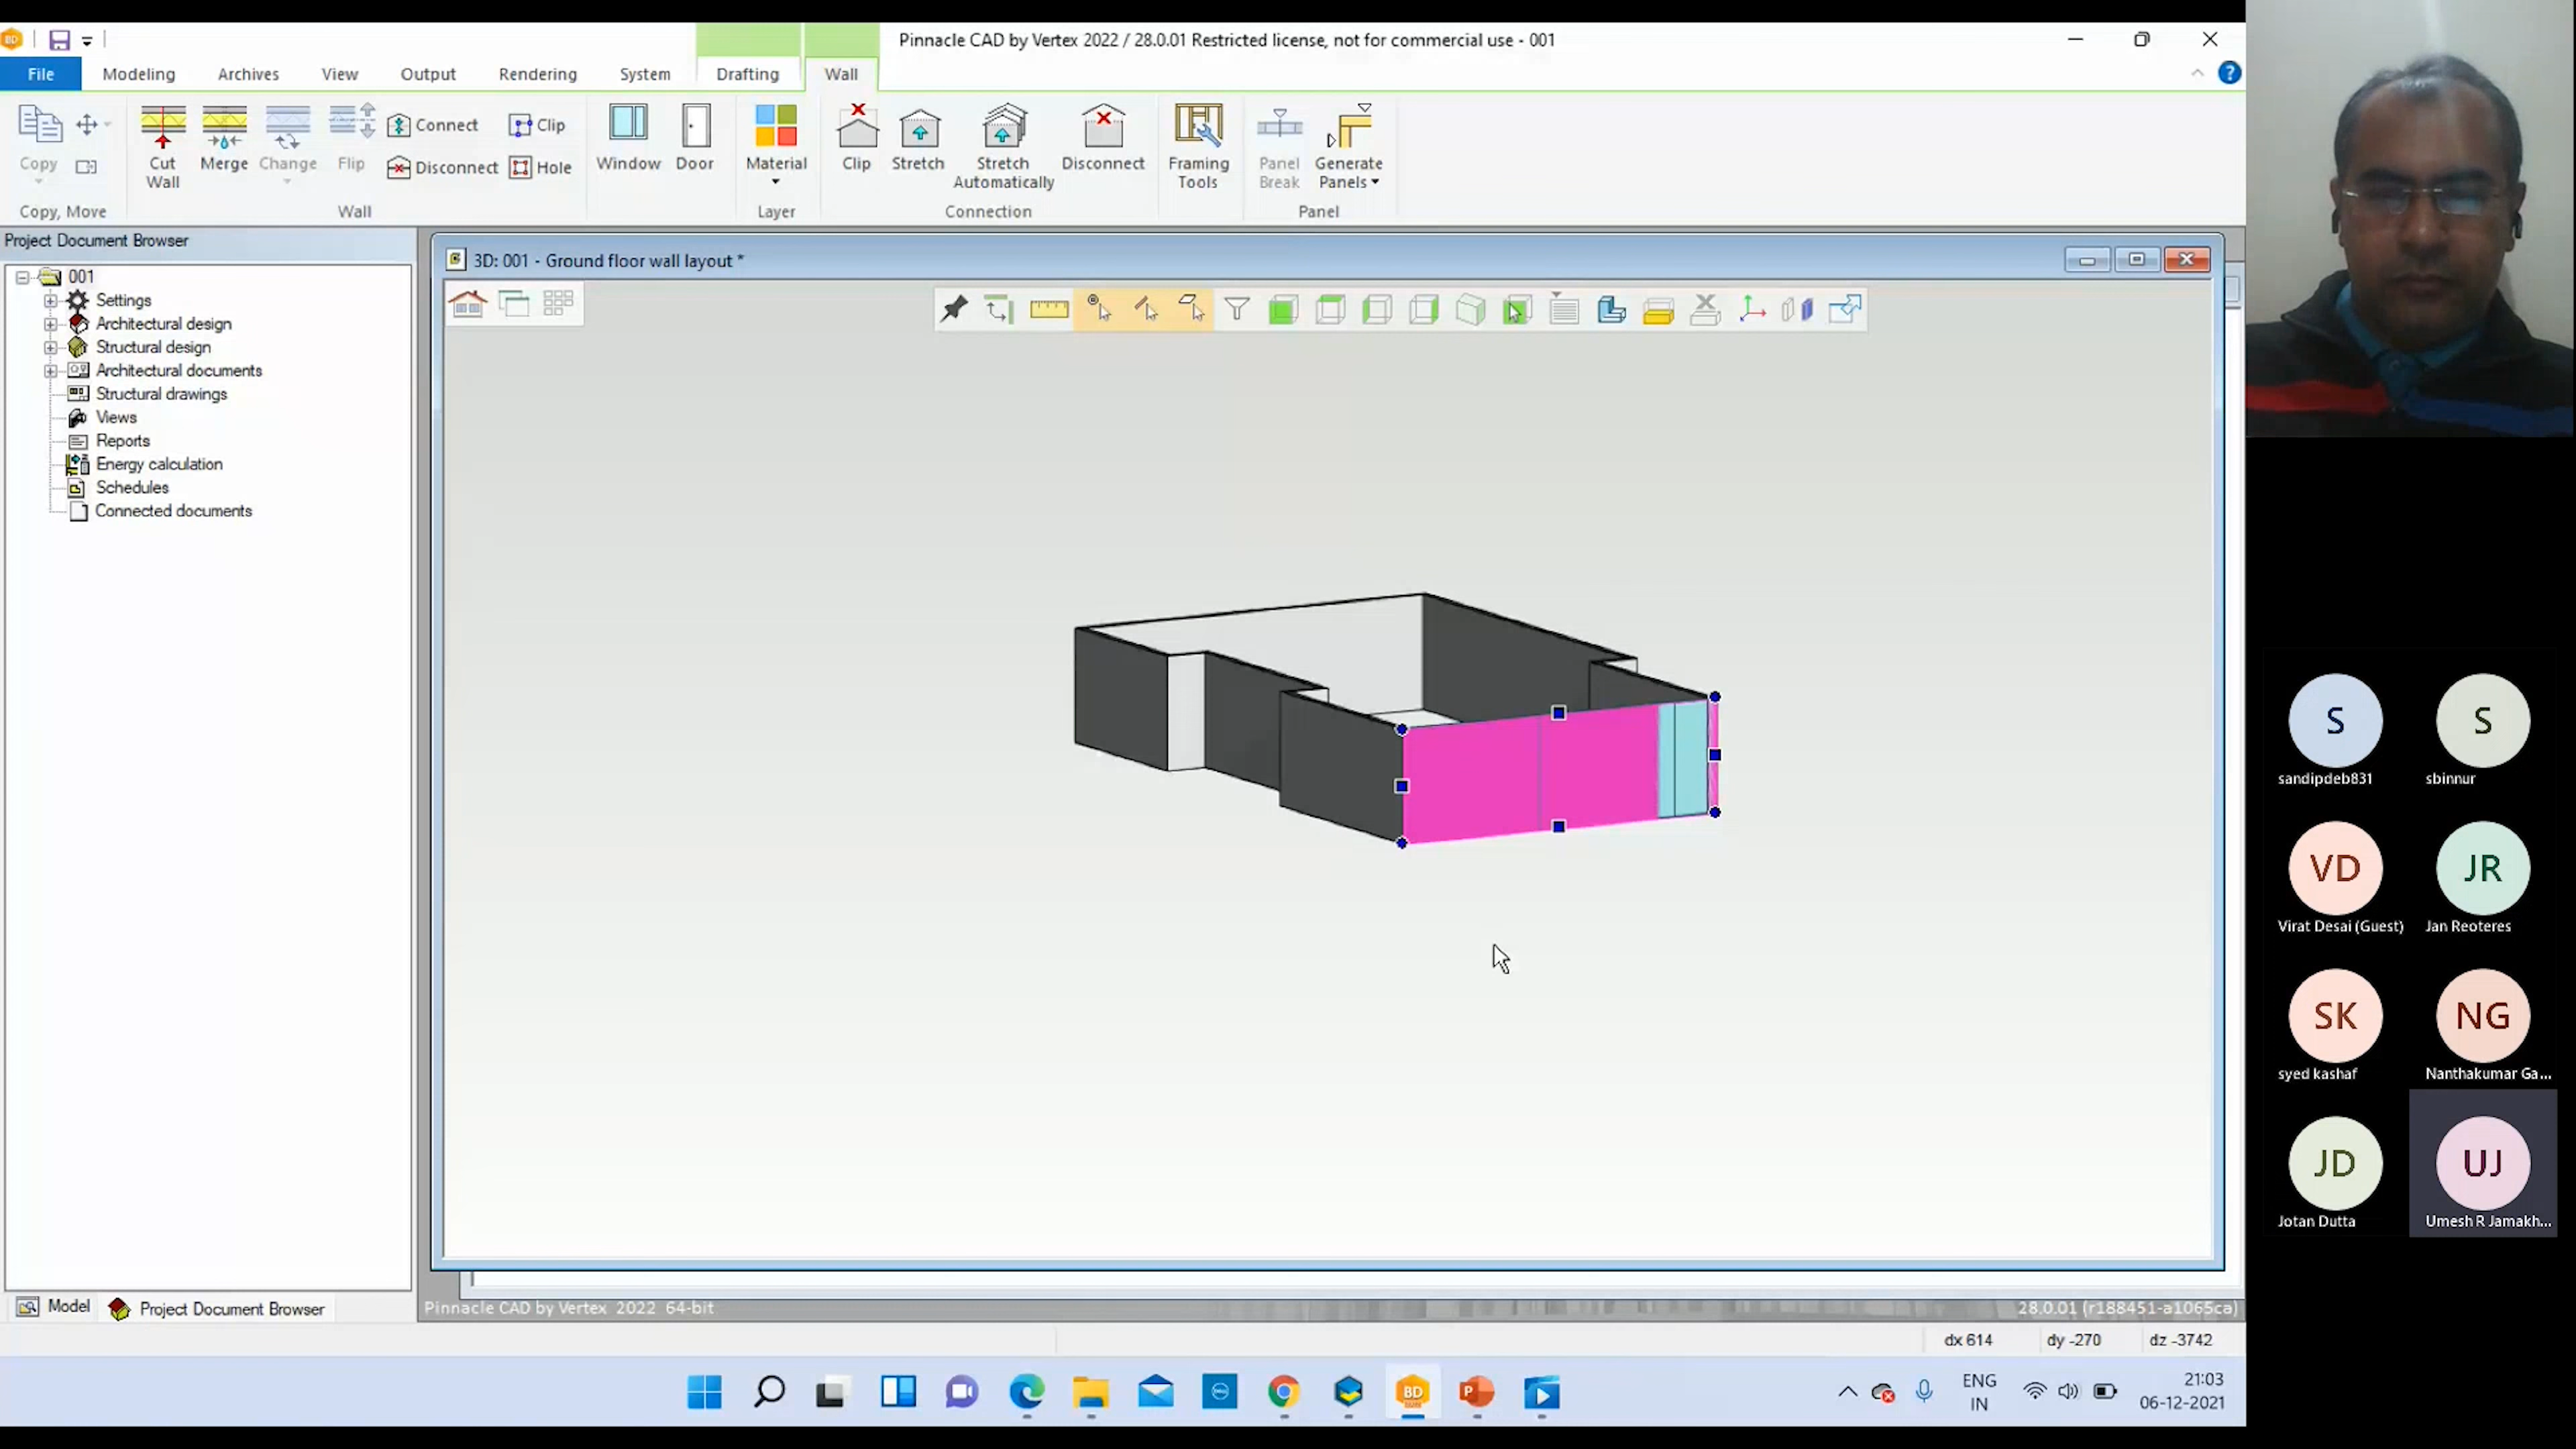 BD
Pinnacle CAD by Vertex 2022 / 28.0.01 Restricted license, not for commercial use - 001
File Modeling Archives View Output Rendering System Drafting Wall
?
Copy
Cut Wall
Merge
Change
Flip
Connect
Disconnect
Clip
Hole
Window
Door
Material
Clip
Stretch
Stretch Automatically
Disconnect
Framing Tools
Panel Break
Generate Panels
Copy, Move
Wall
Layer
Connection
Panel
Project Document Browser
001
Settings
Architectural design
Structural design
Architectural documents
Structural drawings
Views
Reports
Energy calculation
Schedules
Connected documents
3D: 001 - Ground floor wall layout *
Model
Project Document Browser
Pinnacle CAD by Vertex 2022 64-bit
28.0.01 (r188451-a1065ca)
dx 614 dy -270 dz -3742
BD
P
ENG
IN
21:03
06-12-2021
S
sandipdeb831
S
sbinnur
VD
Virat Desai (Guest)
JR
Jan Reoteres
SK
syed kashaf
NG
Nanthakumar Ga...
JD
Jotan Dutta
UJ
Umesh R Jamakh...